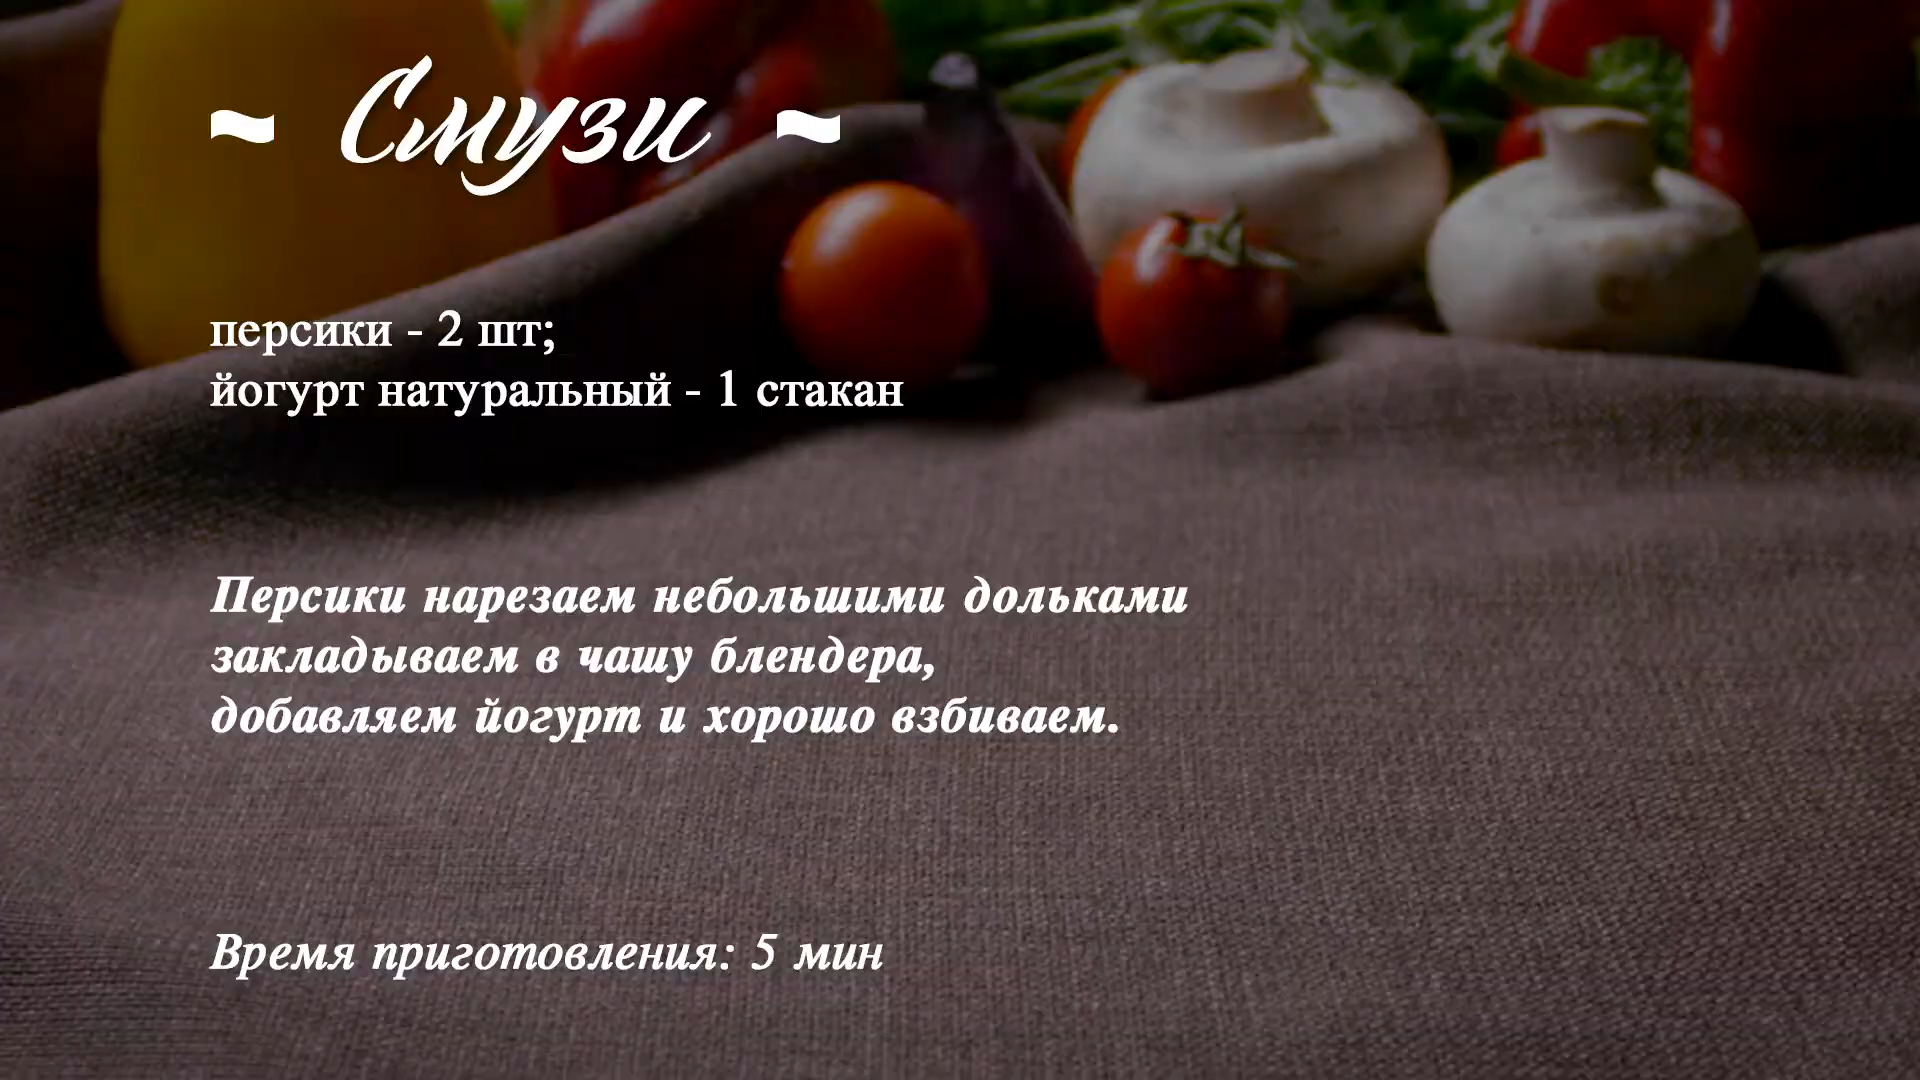 ~ Смузи ~
персики - 2 шт;
йогурт натуральный - 1 стакан
Персики нарезаем небольшими дольками
закладываем в чашу блендера,
добавляем йогурт и хорошо взбиваем.
Время приготовления: 5 мин